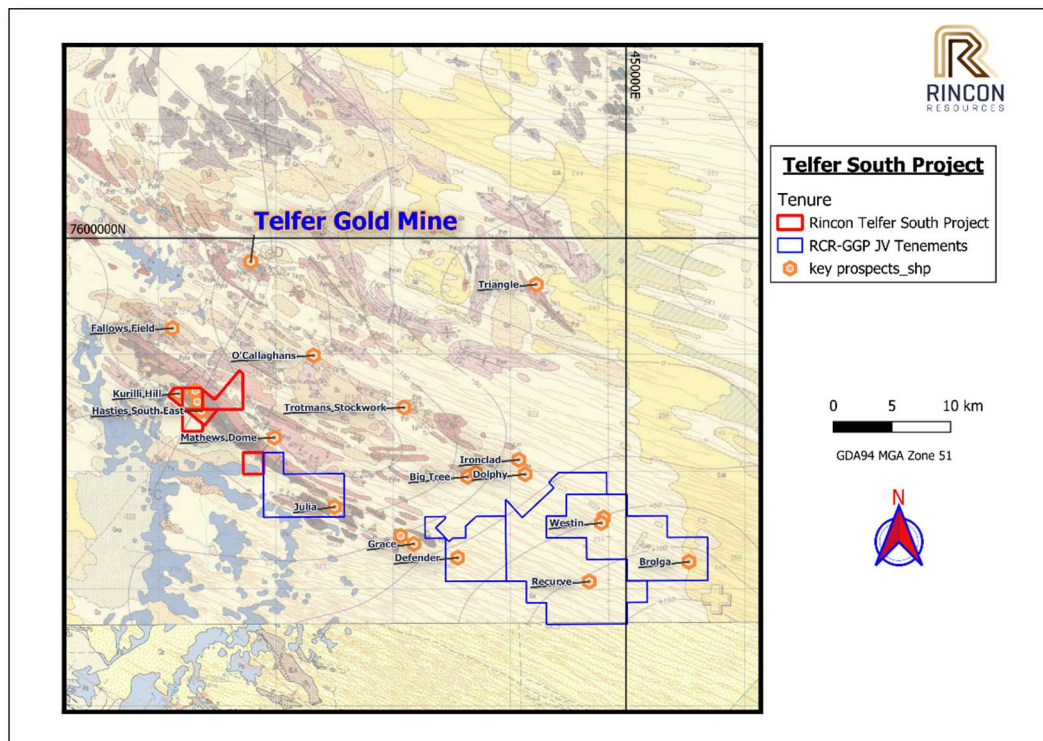 RINCON
RESOURCES
450000E
Telfer South Project
Tenure
Rincon Telfer South Project
RCR-GGP JV Tenements
key prospects_shp
7600000N
Telfer Gold Mine
Triangle
Fallows Field
O'Callaghans
Kurilli Hill
Hasties South East
Trotmans Stockwork
Mathews Dome
Ironclad
Big Tree
Dolphy
Julia
Westin
Grace
Defender
Brolga
Recurve
0 5 10 km
GDA94 MGA Zone 51
N